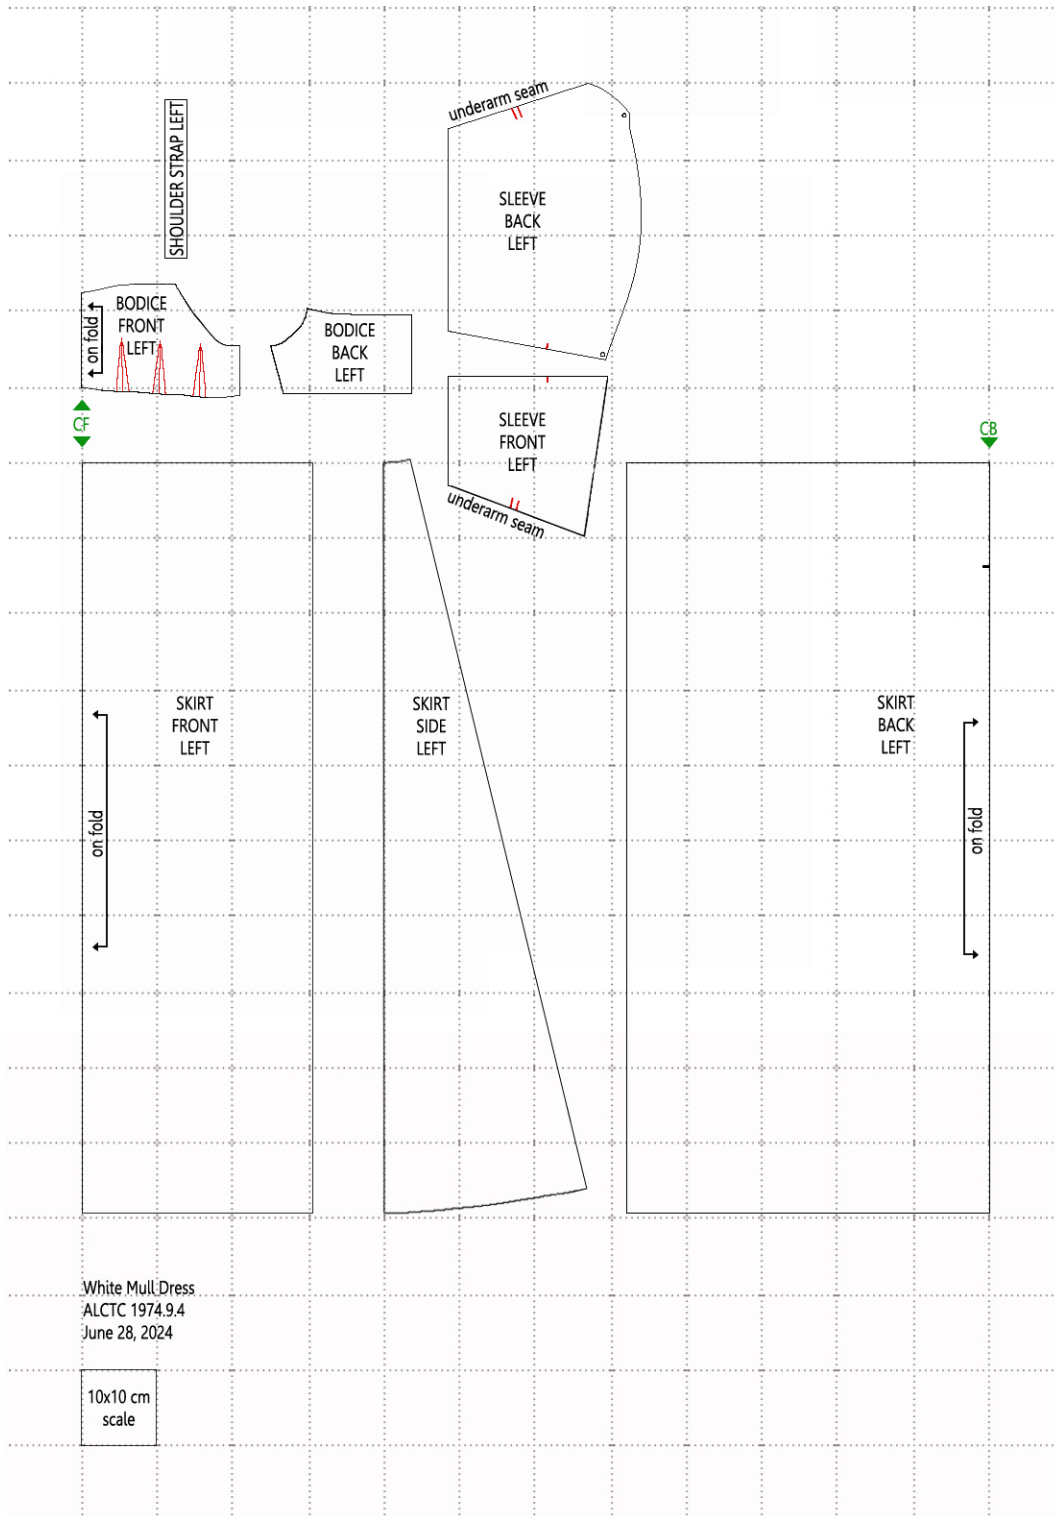 underarm seam
SHOULDER STRAP LEFT
SLEEVE
BACK
LEFT
BODICE
FRONT
LEFT
on fold
BODICE
BACK
LEFT
CF
SLEEVE
FRONT
LEFT
underarm seam
CB
SKIRT
FRONT
LEFT
on fold
SKIRT
SIDE
LEFT
SKIRT
BACK
LEFT
on fold
White Mull Dress
ALCTC 1974.9.4
June 28, 2024
10x10 cm
scale